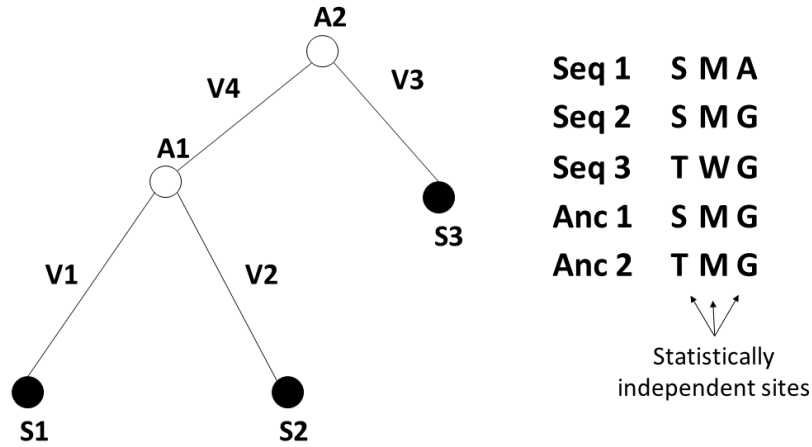 A2
V4
V3
A1
S3
V1
V2
S1
S2
Seq 1 S M A
Seq 2 S M G
Seq 3 T W G
Anc 1 S M G
Anc 2 T M G
Statistically
independent sites